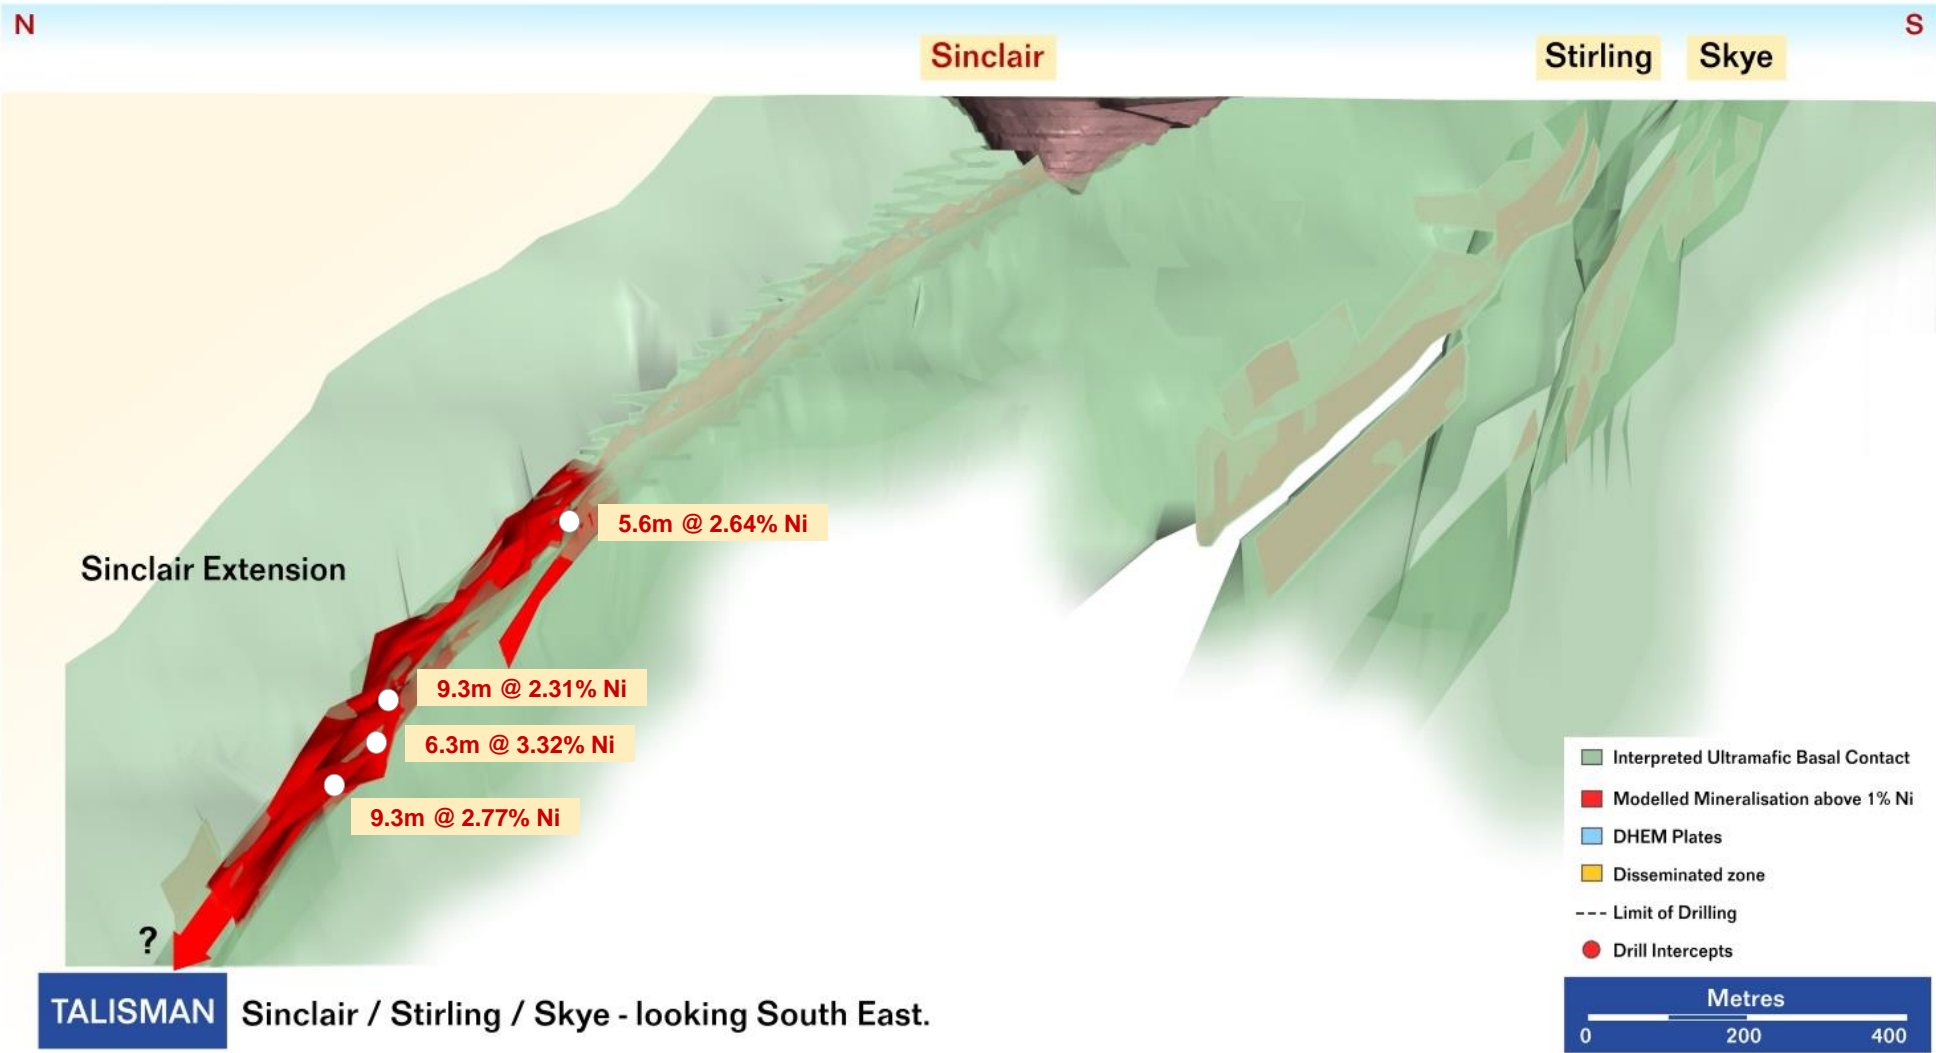 N
S
Sinclair
Stirling
Skye
5.6m @ 2.64% Ni
Sinclair Extension
9.3m @ 2.31% Ni
6.3m @ 3.32% Ni
9.3m @ 2.77% Ni
Interpreted Ultramafic Basal Contact
Modelled Mineralisation above 1% Ni
DHEM Plates
Disseminated zone
Limit of Drilling
Drill Intercepts
?
TALISMAN
Sinclair / Stirling / Skye - looking South East.
Metres
0 200 400